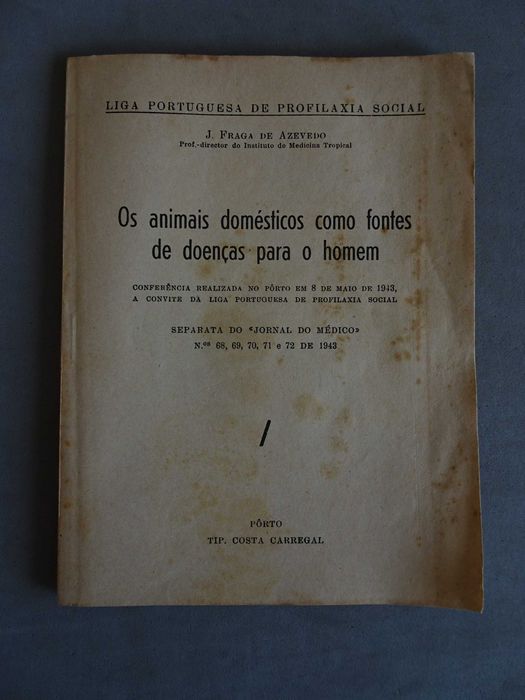 LIGA PORTUGUESA DE PROFILAXIA SOCIAL
J. FRAGA DE AZEVEDO
Prof.-director do Instituto de Medicina Tropical
Os animais domésticos como fontes
de doenças para o homem
CONFERÊNCIA REALIZADA NO PÔRTO EM 8 DE MAIO DE 1943,
A CONVITE DA LIGA PORTUGUESA DE PROFILAXIA SOCIAL
SEPARATA DO «JORNAL DO MÉDICO»
N.os 68, 69, 70, 71 e 72 DE 1943
/
PÔRTO
TIP. COSTA CARREGAL